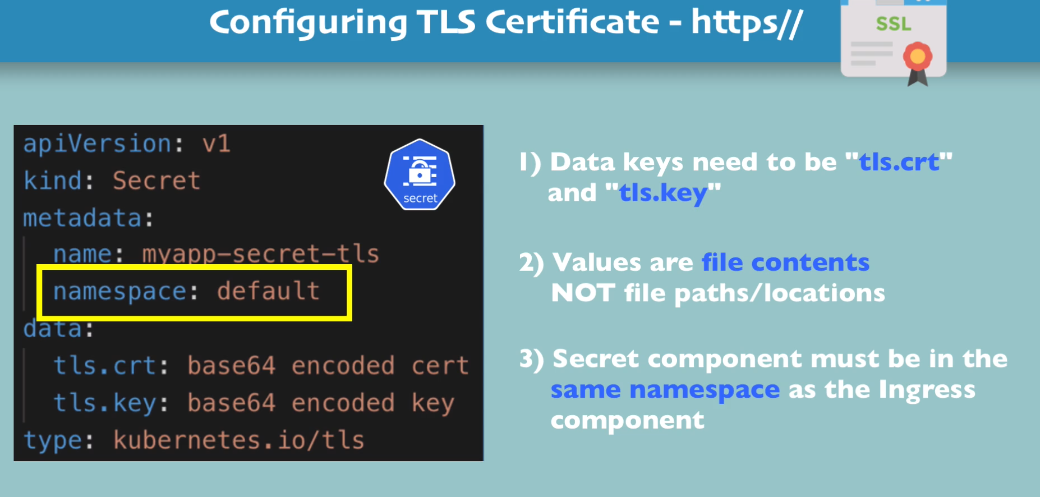 Configuring TLS Certificate - https//
SSL
apiVersion: v1
kind: Secret
metadata:
name: myapp-secret-tls
namespace: default
data:
tls.crt: base64 encoded cert
tls.key: base64 encoded key
type: kubernetes.io/tls
secret
1) Data keys need to be "tls.crt"
and "tls.key"
2) Values are file contents
NOT file paths/locations
3) Secret component must be in the
same namespace as the Ingress
component